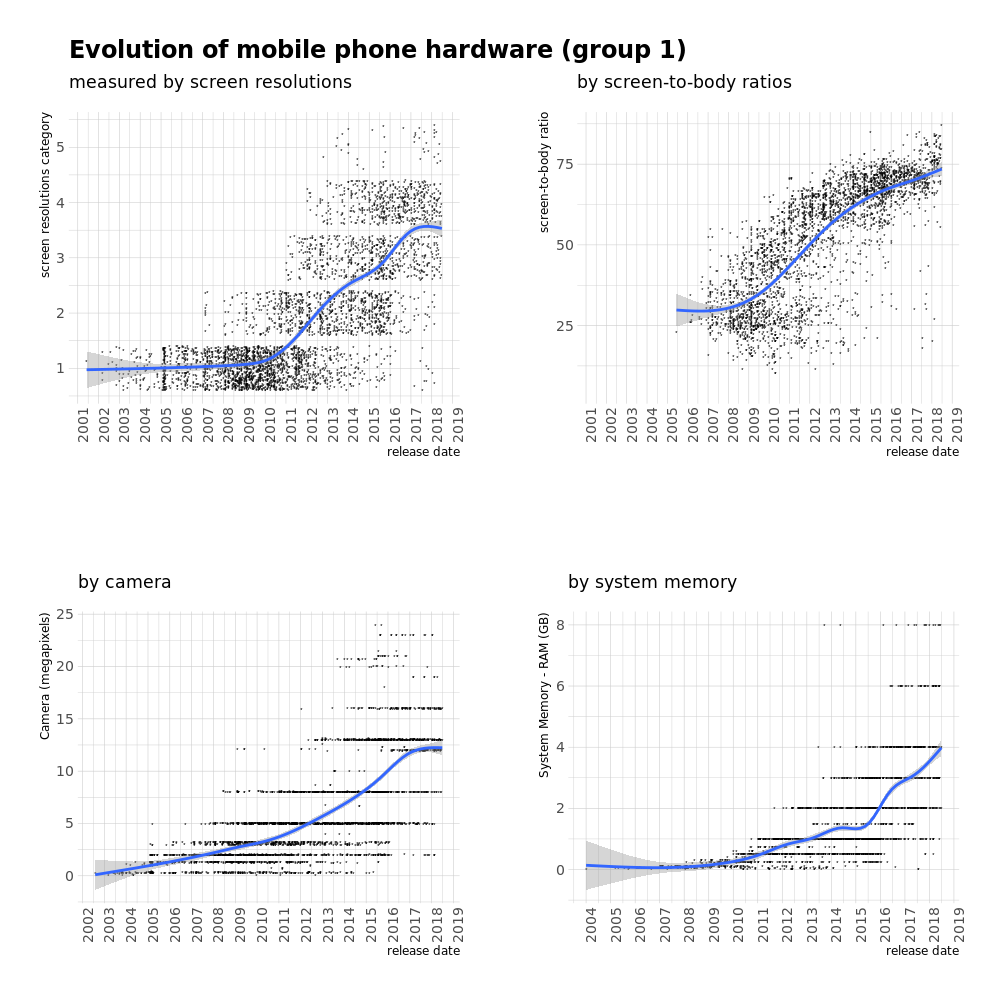 Evolution of mobile phone hardware (group 1)
measured by screen resolutions
screen resolutions category
5
4
3
2
1
2001 2002 2003 2004 2005 2006 2007 2008 2009 2010 2011 2012 2013 2014 2015 2016 2017 2018 2019
release date
by screen-to-body ratios
screen-to-body ratio
75
50
25
2001 2002 2003 2004 2005 2006 2007 2008 2009 2010 2011 2012 2013 2014 2015 2016 2017 2018 2019
release date
by camera
Camera (megapixels)
25
20
15
10
5
0
2002 2003 2004 2005 2006 2007 2008 2009 2010 2011 2012 2013 2014 2015 2016 2017 2018 2019
release date
by system memory
System Memory - RAM (GB)
8
6
4
2
0
2004 2005 2006 2007 2008 2009 2010 2011 2012 2013 2014 2015 2016 2017 2018 2019
release date